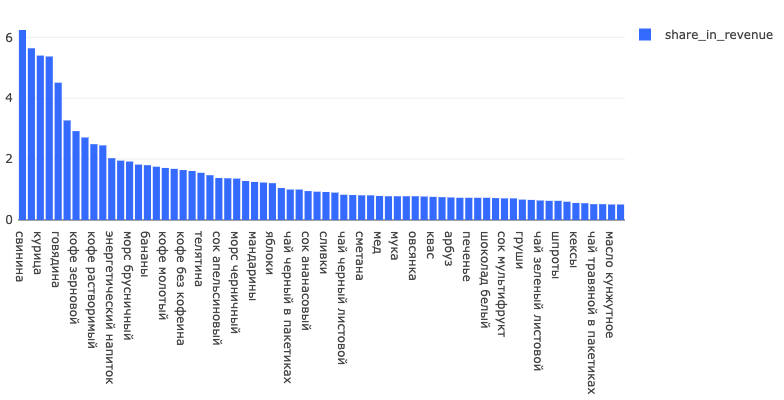 share_in_revenue
6
4
2
0
свинина
курица
говядина
кофе зерновой
кофе растворимый
энергетический напиток
морс брусничный
бананы
кофе молотый
кофе без кофеина
телятина
сок апельсиновый
морс черничный
мандарины
яблоки
чай черный в пакетиках
сок ананасовый
сливки
чай черный листовой
сметана
мед
мука
овсянка
квас
арбуз
печенье
шоколад белый
сок мультифрукт
груши
чай зеленый листовой
шпроты
кексы
чай травяной в пакетиках
масло кунжутное